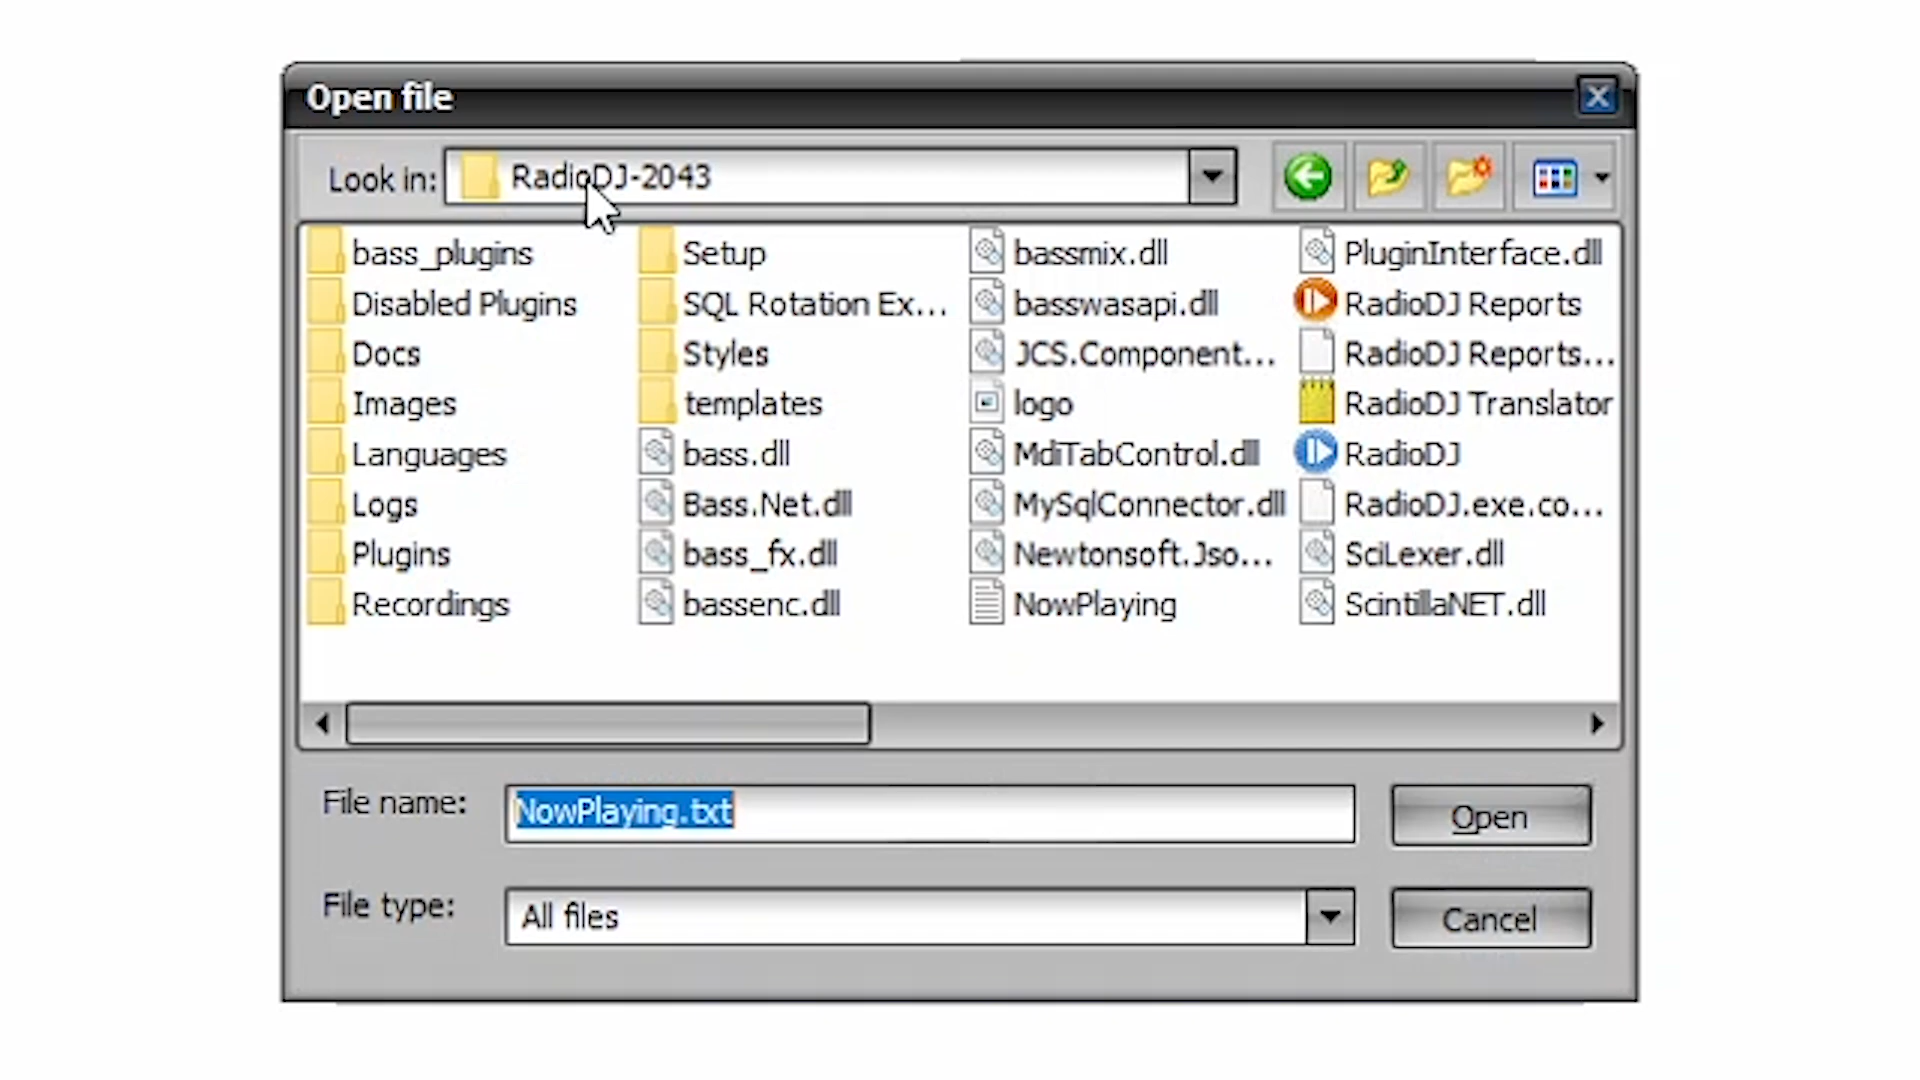 Open file
Look in: RadioDJ-2043
bass_plugins
Disabled Plugins
Docs
Images
Languages
Logs
Plugins
Recordings
Setup
SQL Rotation Ex...
Styles
templates
bass.dll
Bass.Net.dll
bass_fx.dll
bassenc.dll
bassmix.dll
basswasapi.dll
JCS.Component...
logo
MdiTabControl.dll
MySqlConnector.dll
Newtonsoft.Jso...
NowPlaying
PluginInterface.dll
RadioDJ Reports
RadioDJ Reports...
RadioDJ Translator
RadioDJ
RadioDJ.exe.co...
SciLexer.dll
ScintillaNET.dll
File name: NowPlaying.txt
Open
File type: All files
Cancel